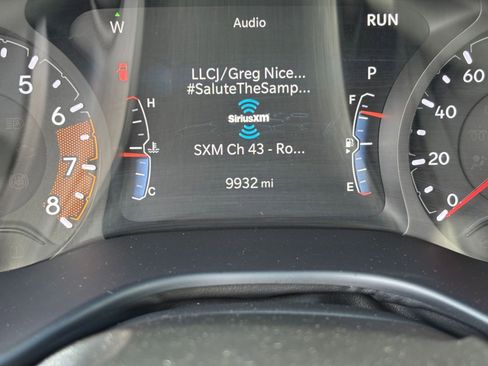 W
Audio
RUN
LLCJ/Greg Nice...
#SaluteTheSamp...
P
H
F
SiriusXM
SXM Ch 43 - Ro...
C
9932 mi
E
5
6
7
8
60
40
20
0